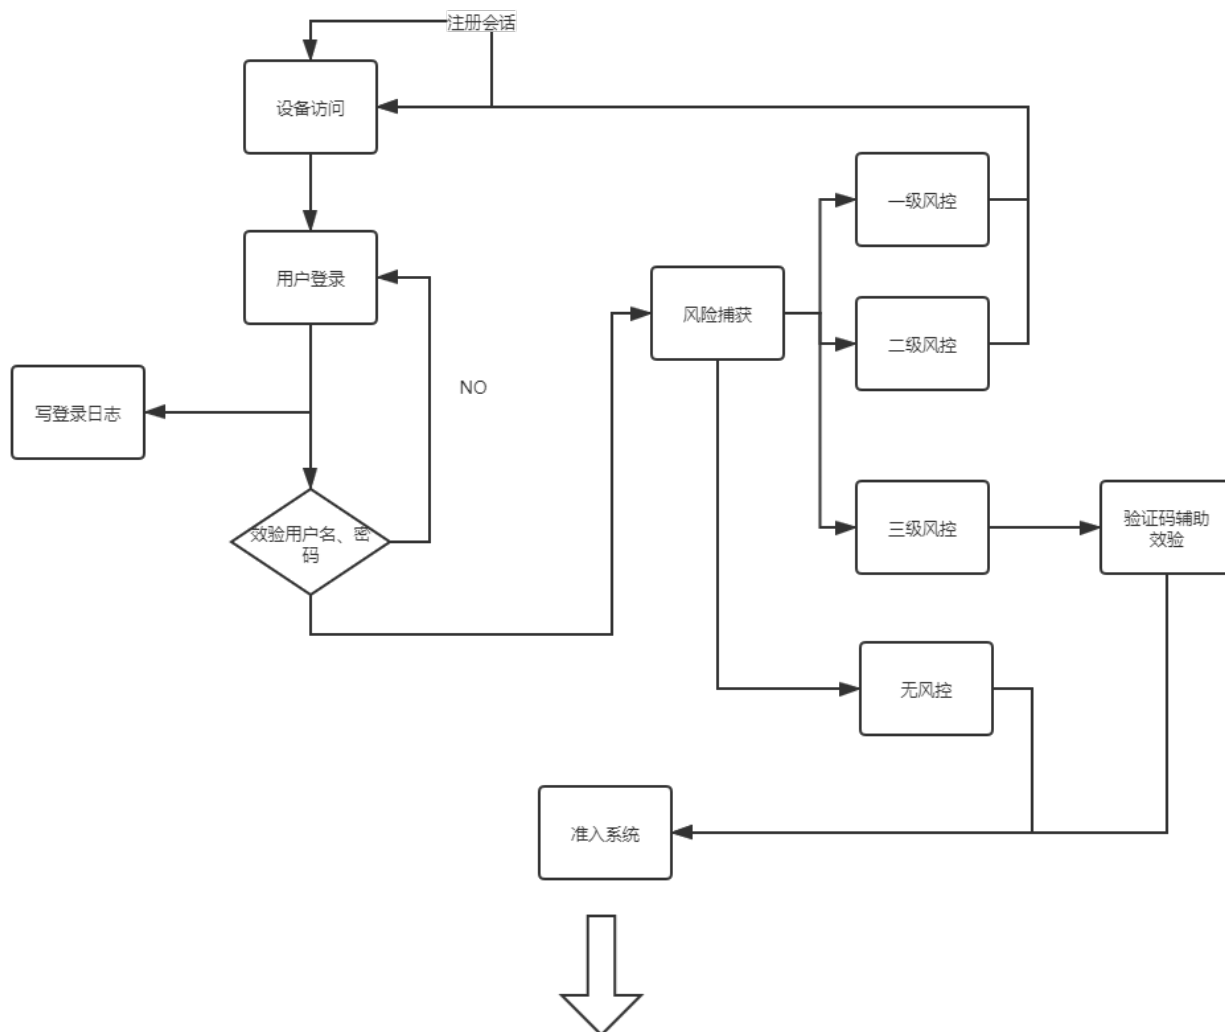 注册会话
设备访问
一级风控
用户登录
风险捕获
二级风控
NO
写登录日志
三级风控
验证码辅助
效验
效验用户名、密
码
无风控
准入系统